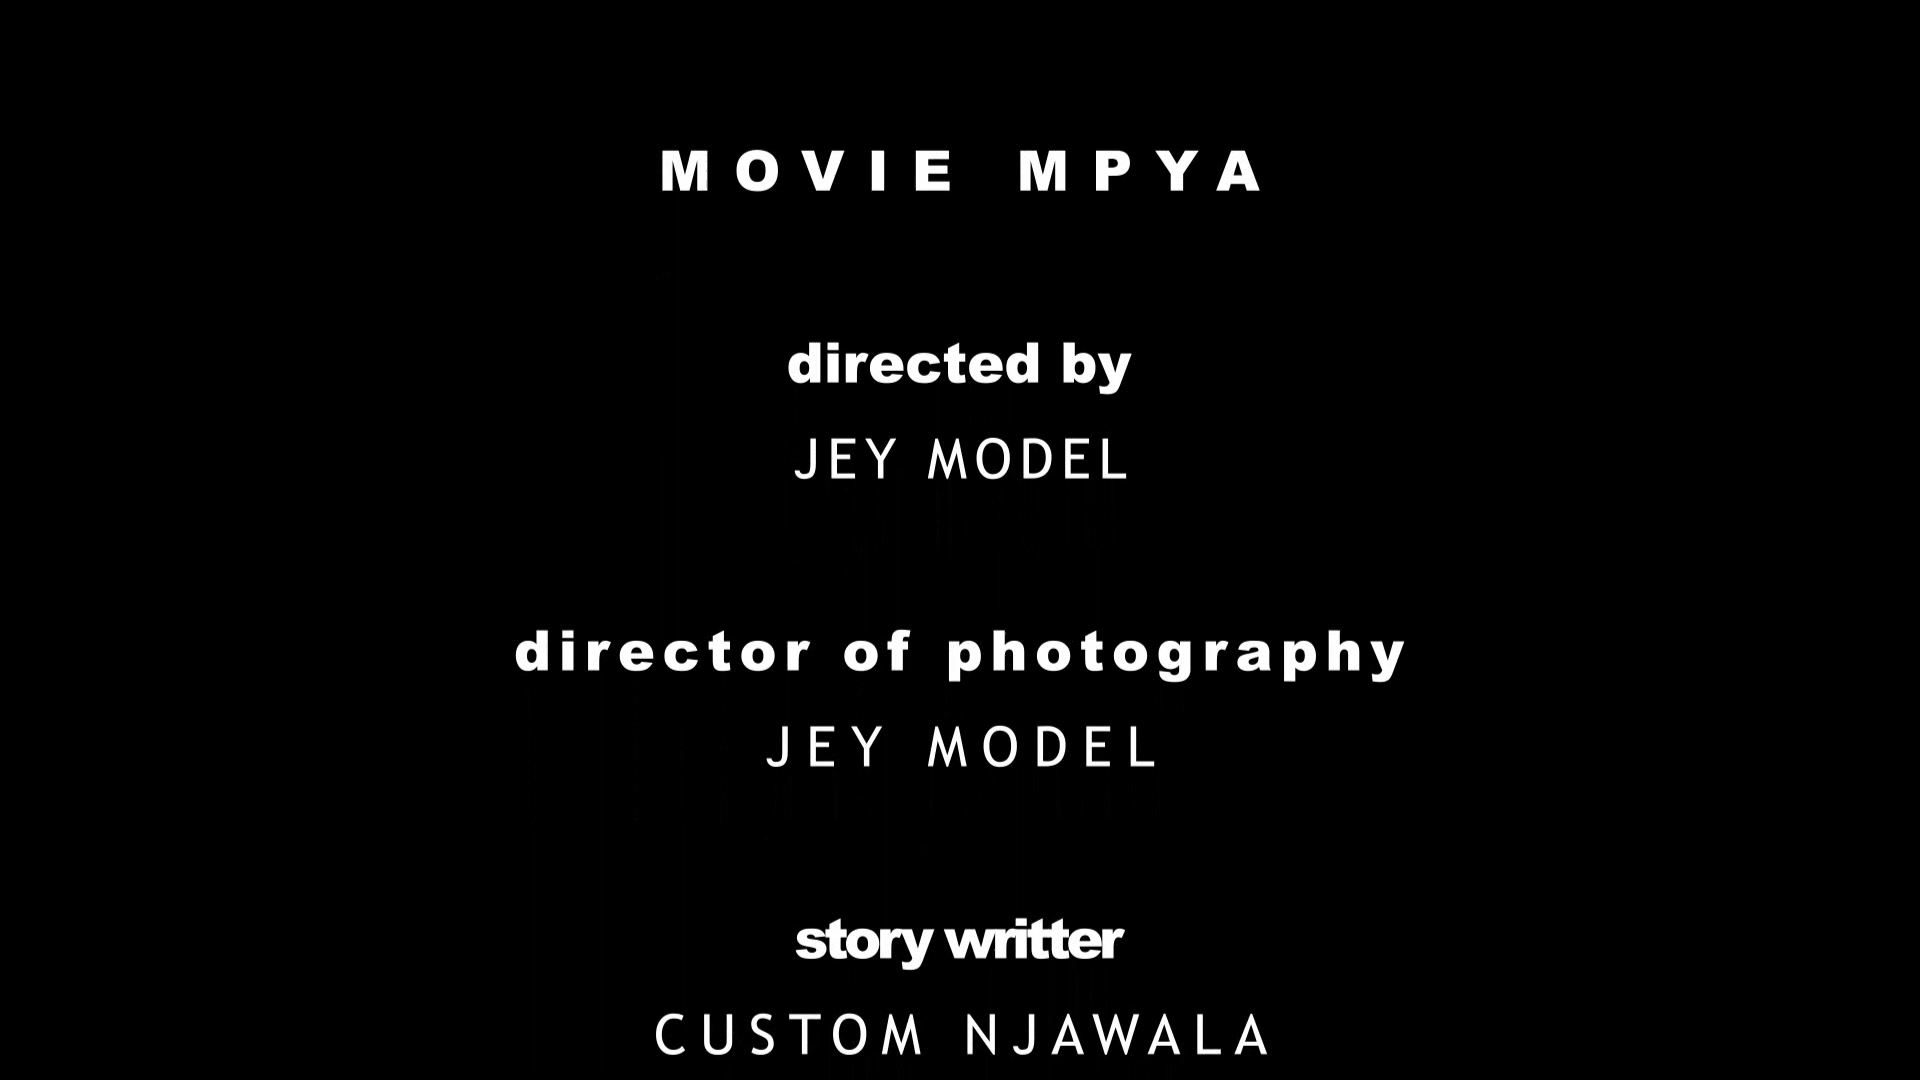 MOVIE MPYA
directed by
JEY MODEL
director of photography
JEY MODEL
story writter
CUSTOM NJAWALA